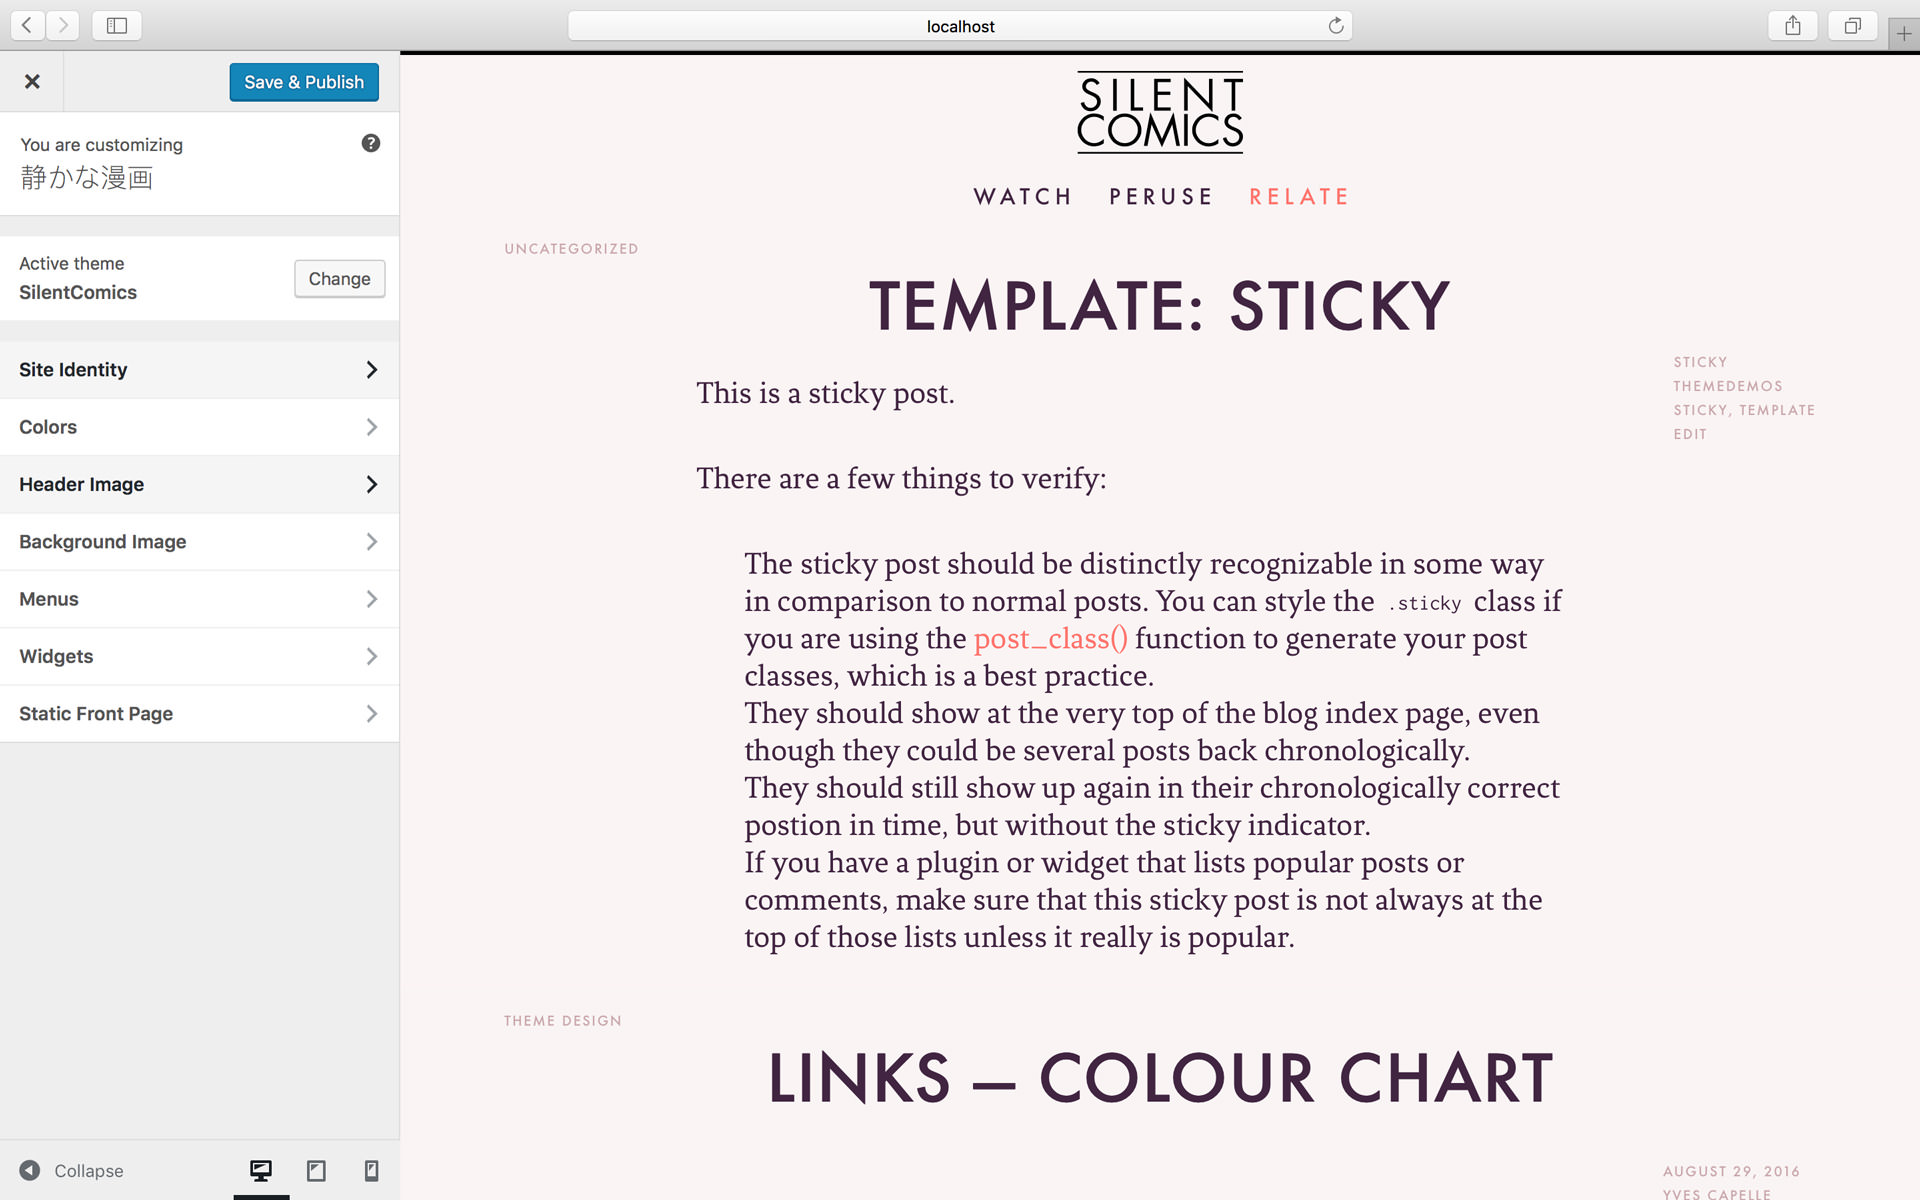 localhost
Save & Publish
You are customizing
静かな漫画
Active theme
SilentComics
Change
Site Identity
Colors
Header Image
Background Image
Menus
Widgets
Static Front Page
Collapse
SILENT
COMICS
WATCH PERUSE RELATE
UNCATEGORIZED
TEMPLATE: STICKY
STICKY
THEMEDEMOS
STICKY, TEMPLATE
EDIT
This is a sticky post.
There are a few things to verify:
The sticky post should be distinctly recognizable in some way
in comparison to normal posts. You can style the .sticky class if
you are using the post_class() function to generate your post
classes, which is a best practice.
They should show at the very top of the blog index page, even
though they could be several posts back chronologically.
They should still show up again in their chronologically correct
postion in time, but without the sticky indicator.
If you have a plugin or widget that lists popular posts or
comments, make sure that this sticky post is not always at the
top of those lists unless it really is popular.
THEME DESIGN
LINKS — COLOUR CHART
AUGUST 29, 2016
YVES CAPELLE